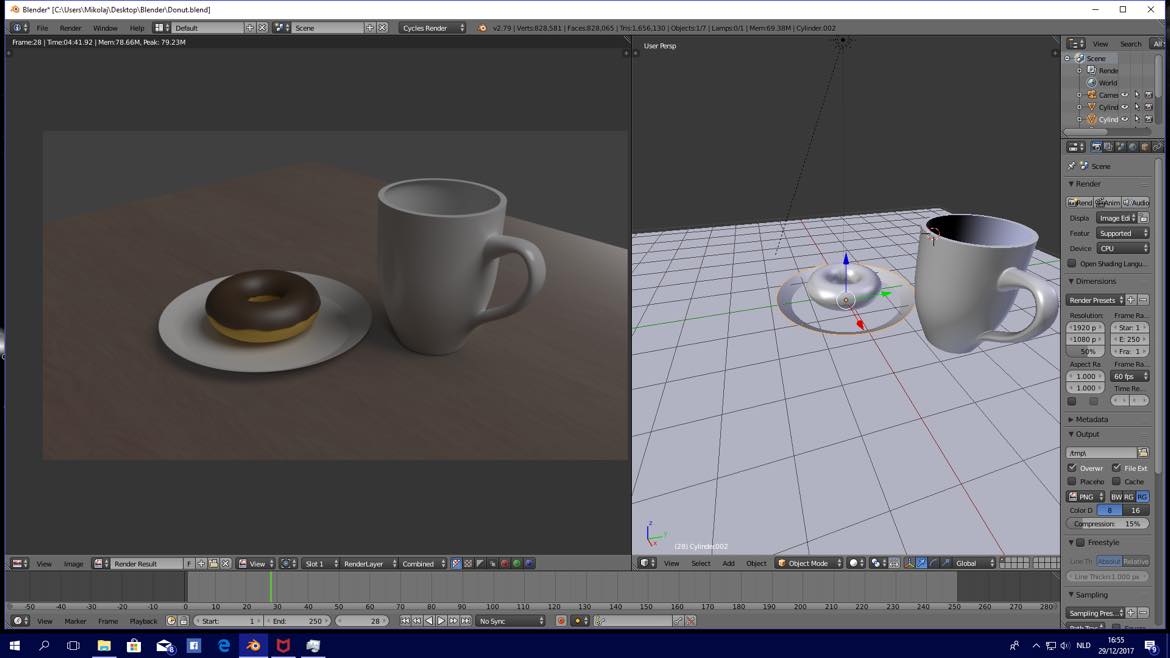 Blender* [C:\Users\Mikolaj\Desktop\Blender\Donut.blend]
File Render Window Help Default Scene Cycles Render v2.79 | Verts:828,581 | Faces:828,065 | Tris:1,656,130 | Objects:1/7 | Lamps:0/1 | Mem:69.38M | Cylinder.002
Frame:28 | Time:04:41.92 | Mem:78.66M, Peak: 79.23M
User Persp
View Search All
Scene
Rende
World
Camer
Cylind
Cylind
Scene
Render
Rend Anim Audio
Displa Image Edi
Featur Supported
Device CPU
Open Shading Langu...
Dimensions
Render Presets
Resolution: Frame Ra...
1920 p Star: 1
1080 p E: 250
50% Fra: 1
Aspect Ra Frame Ra...
1.000 60 fps
1.000 Time Re...
Metadata
Output
/tmp\
Overwr File Ext
Placeho Cache
PNG BW RG RG
Color D 8 16
Compression: 15%
Freestyle
Line Th Absolut Relative
Line Thickn:1.000 px
Sampling
Sampling Pres...
z
y
x
(28) Cylinder.002
View Image Render Result F View Slot 1 RenderLayer Combined
View Select Add Object Object Mode Global
-50 -40 -30 -20 -10 0 10 20 30 40 50 60 70 80 90 100 110 120 130 140 150 160 170 180 190 200 210 220 230 240 250 260 270 280
View Marker Frame Playback Start: 1 End: 250 28 No Sync
8 NLD 16:55
29/12/2017 9